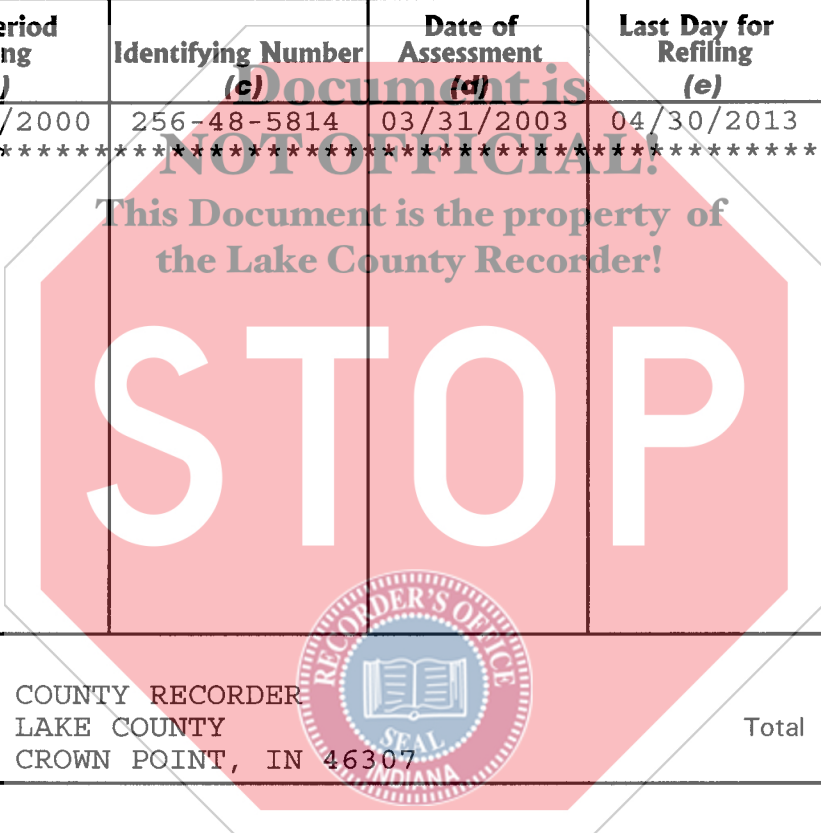 eriod
ng Identifying Number Date of Assessment Last Day for Refiling
) (c) (d) (e)
/2000 256-48-5814 03/31/2003 04/30/2013
Document is
NOT OFFICIAL!
This Document is the property of
the Lake County Recorder!
STOP
RECORDER'S OFFICE
SEAL
INDIANA
COUNTY RECORDER
LAKE COUNTY
CROWN POINT, IN 46307
Total